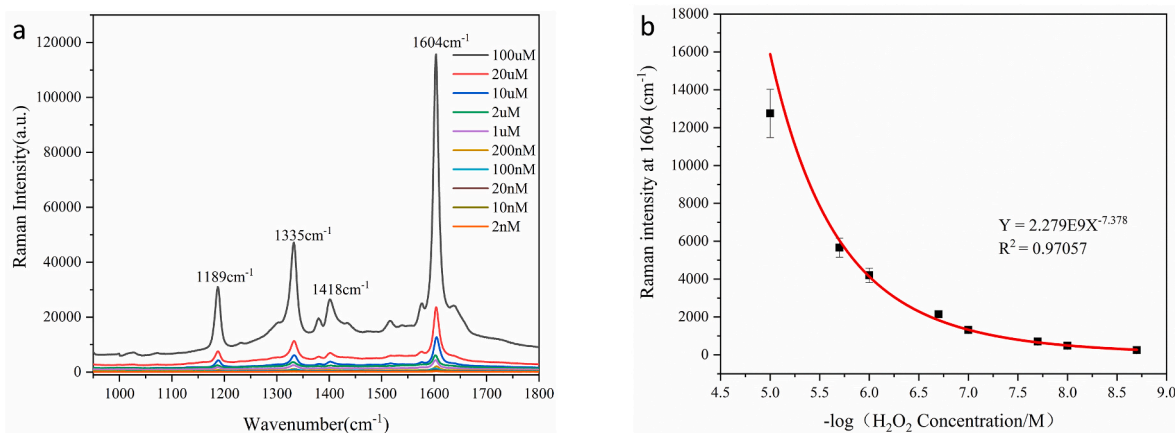 a
1604cm-1
1335cm-1
1189cm-1
1418cm-1
100uM
20uM
10uM
2uM
1uM
200nM
100nM
20nM
10nM
2nM
120000
100000
80000
60000
40000
20000
0
Raman Intensity(a.u.)
1000 1100 1200 1300 1400 1500 1600 1700 1800
Wavenumber(cm-1)
b
18000
16000
14000
12000
10000
8000
6000
4000
2000
0
Raman intensity at 1604 (cm-1)
Y = 2.279E9X-7.378
R2 = 0.97057
4.5 5.0 5.5 6.0 6.5 7.0 7.5 8.0 8.5 9.0
-log（H2O2 Concentration/M）